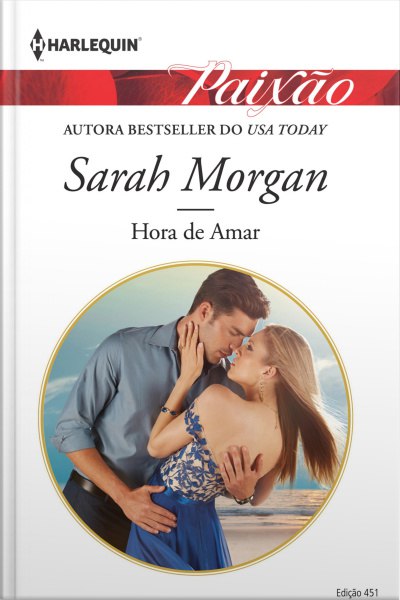 HARLEQUIN®
Paixão
AUTORA BESTSELLER DO USA TODAY
Sarah Morgan
Hora de Amar
Edição 451